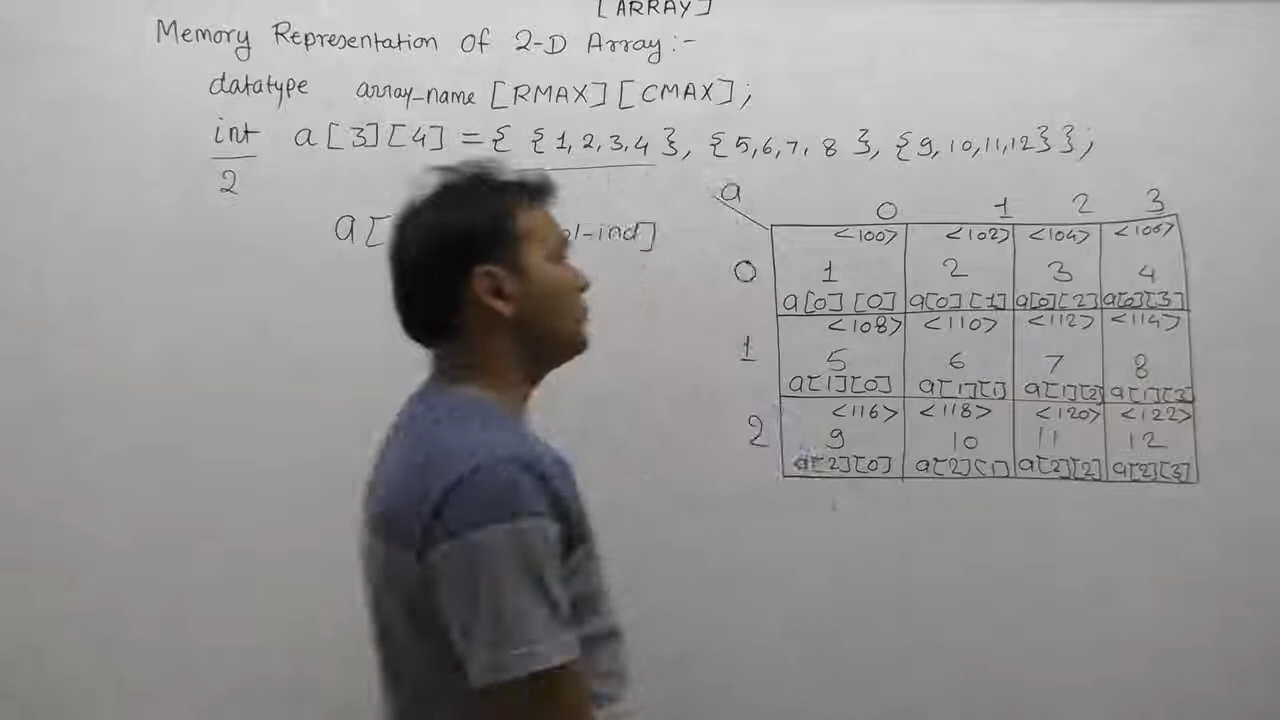 [ARRAY]
Memory Representation Of 2-D Array:-
datatype array_name [RMAX][CMAX];
int a[3][4] = { {1,2,3,4}, {5,6,7,8}, {9,10,11,12}};
2
a[ l-ind]
a
0 1 2 3
<100> <102> <104> <106>
0 1 2 3 4
a[0][0] a[0][1] a[0][2] a[0][3]
<108> <110> <112> <114>
1 5 6 7 8
a[1][0] a[1][1] a[1][2] a[1][3]
<116> <118> <120> <122>
2 9 10 11 12
a[2][0] a[2][1] a[2][2] a[2][3]